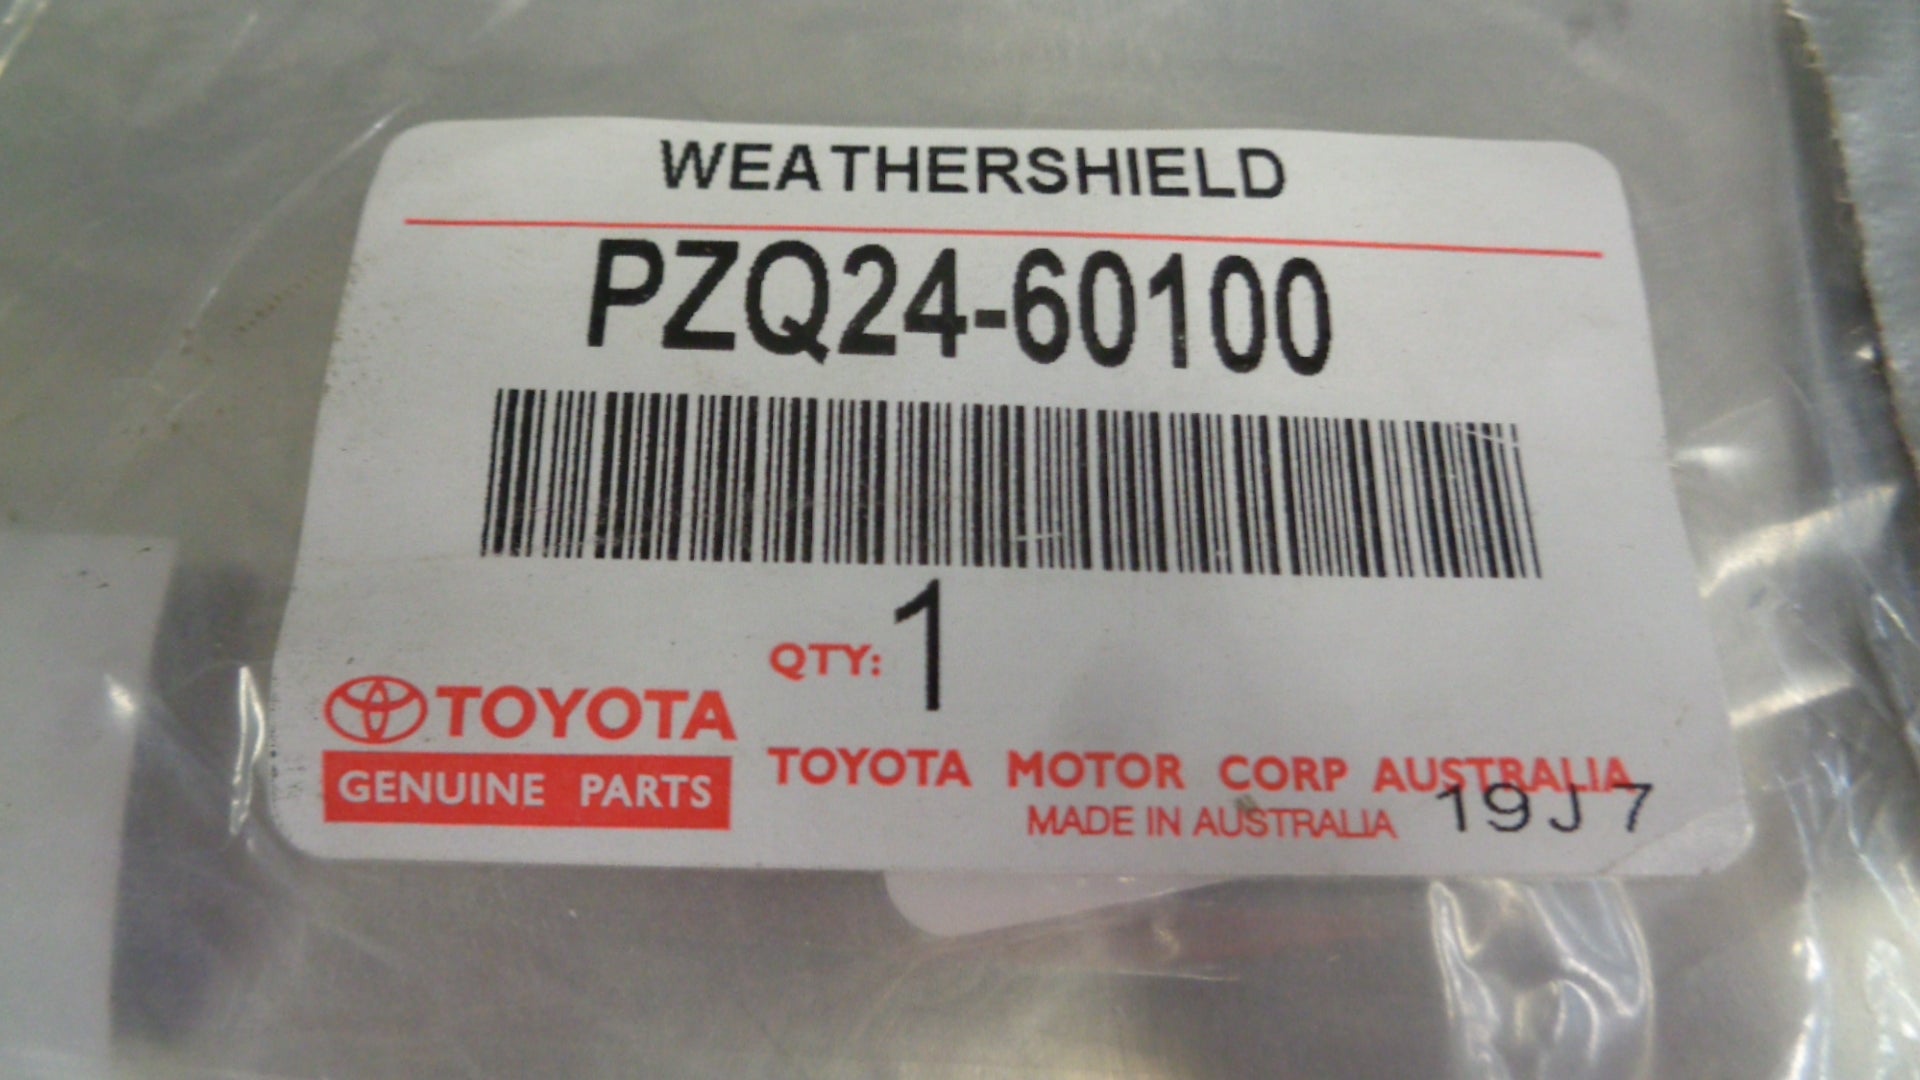 WEATHERSHIELD
PZQ24-60100
QTY: 1
TOYOTA
GENUINE PARTS
TOYOTA MOTOR CORP AUSTRALIA
MADE IN AUSTRALIA 19J7